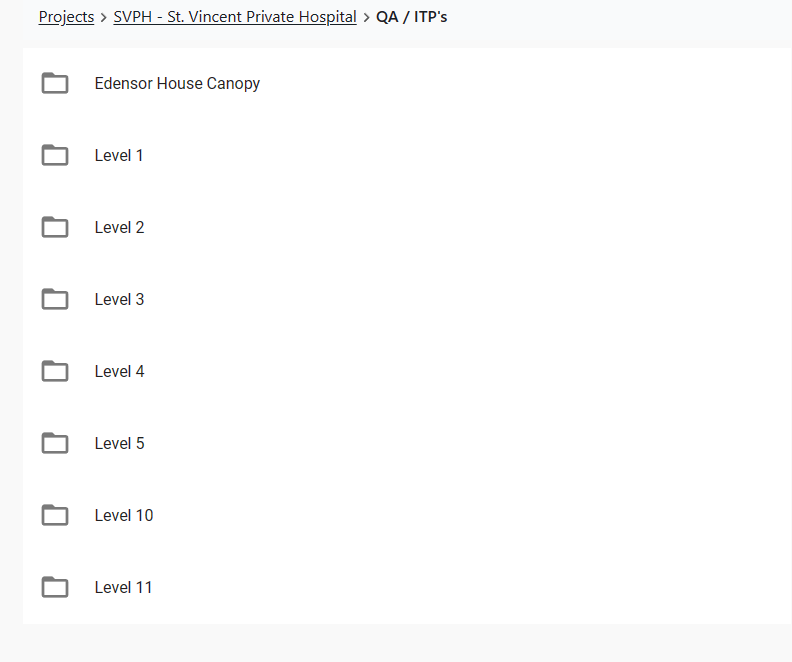 Projects > SVPH - St. Vincent Private Hospital > QA / ITP's
Edensor House Canopy
Level 1
Level 2
Level 3
Level 4
Level 5
Level 10
Level 11